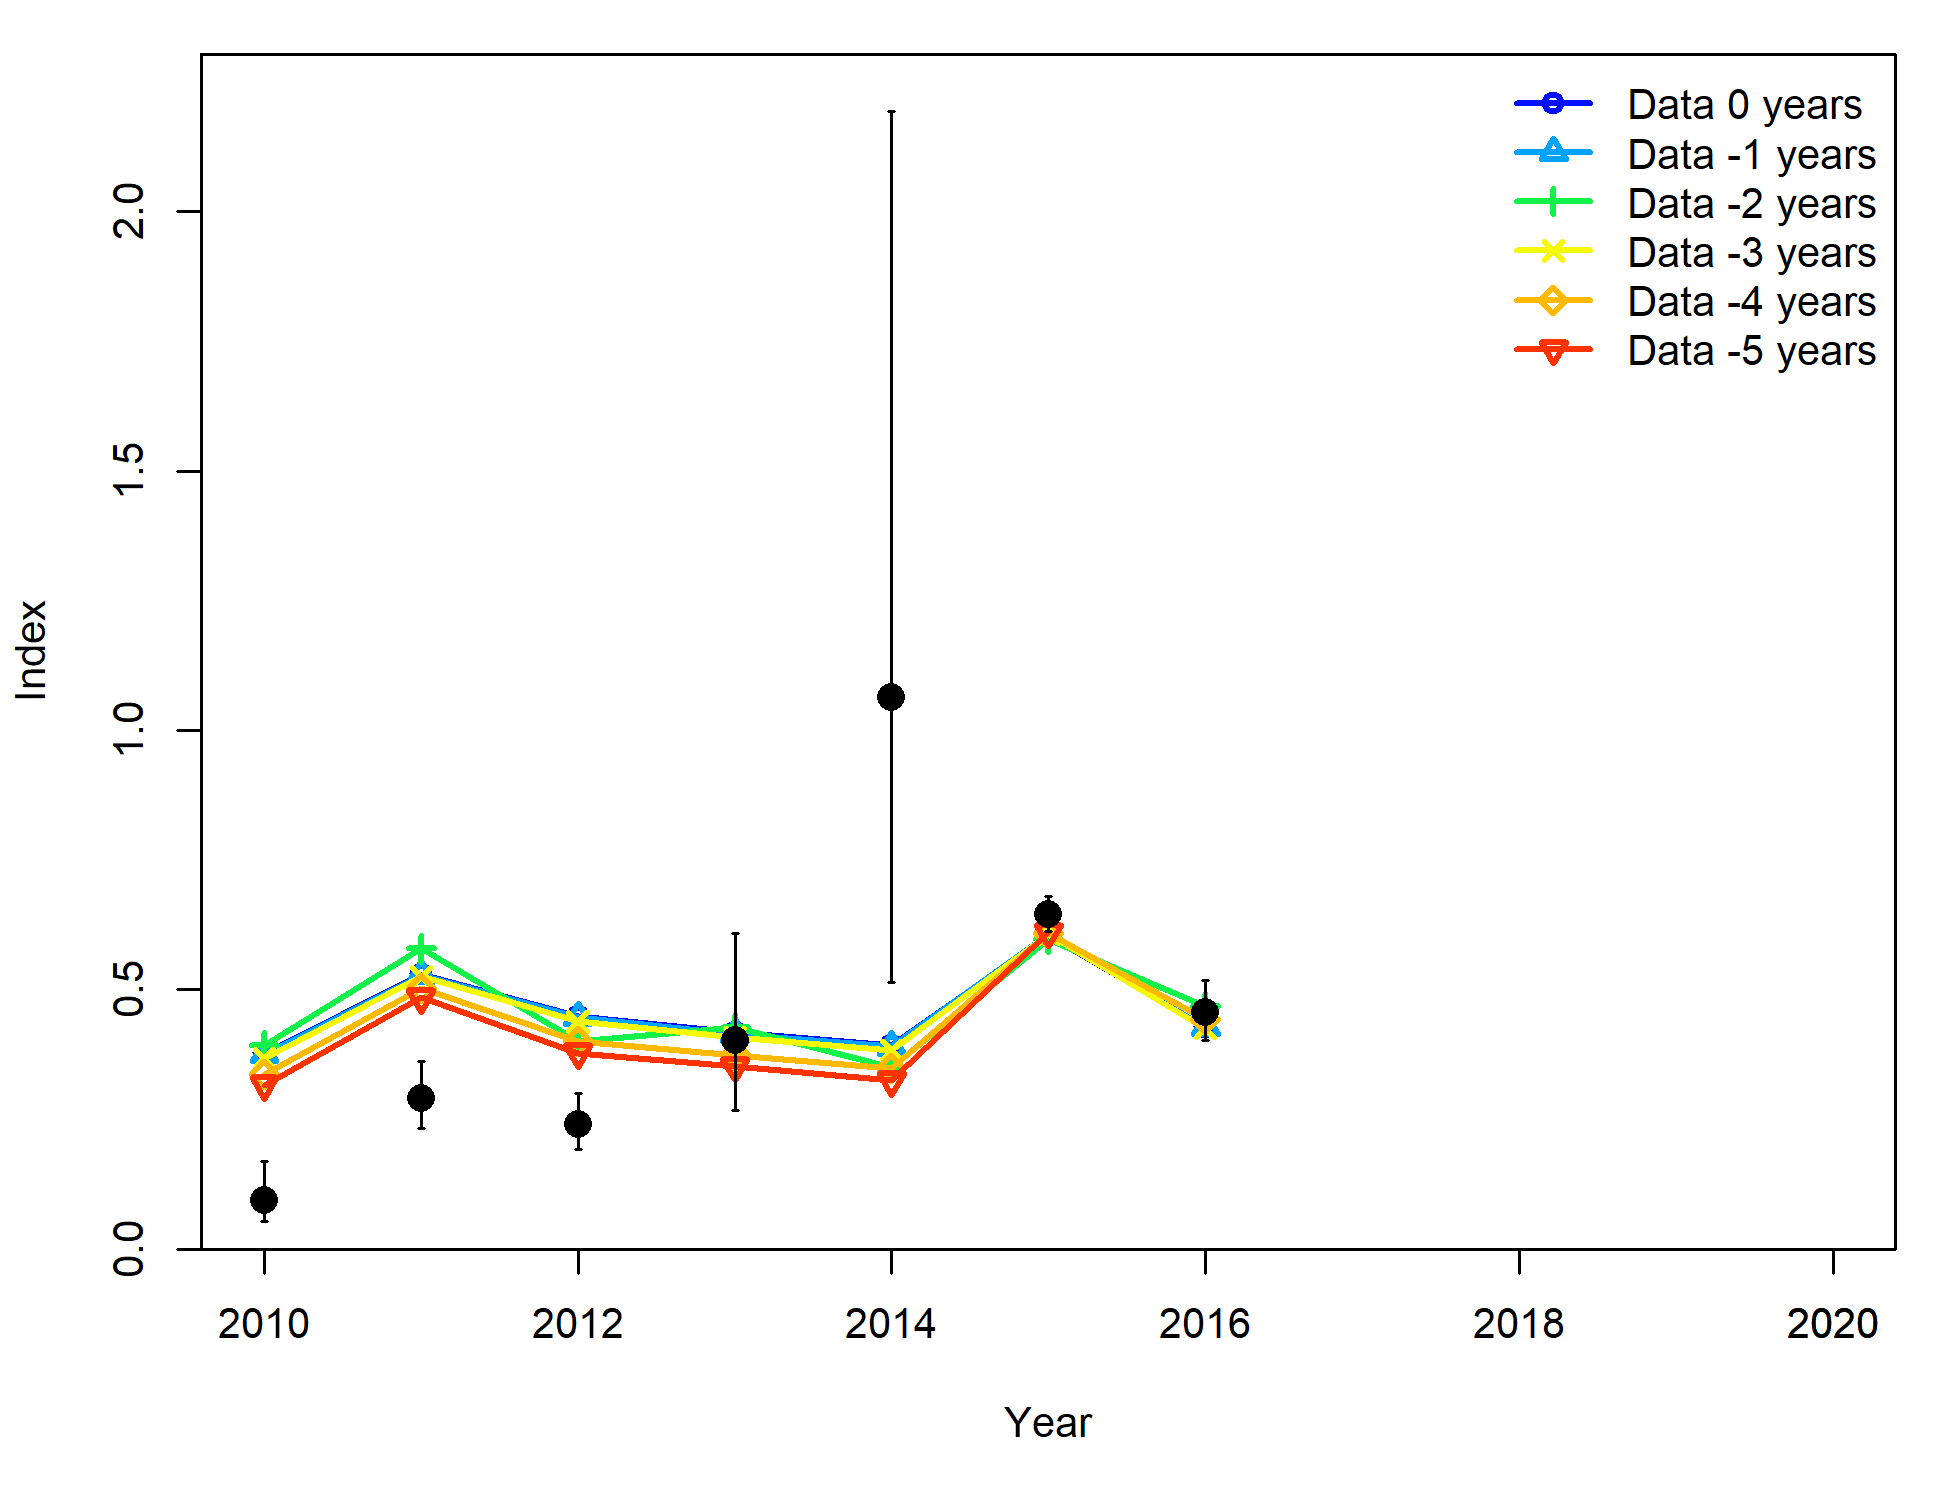 Data 0 years
Data -1 years
Data -2 years
Data -3 years
Data -4 years
Data -5 years
2.0
1.5
1.0
0.5
0.0
Index
2010 2012 2014 2016 2018 2020
Year